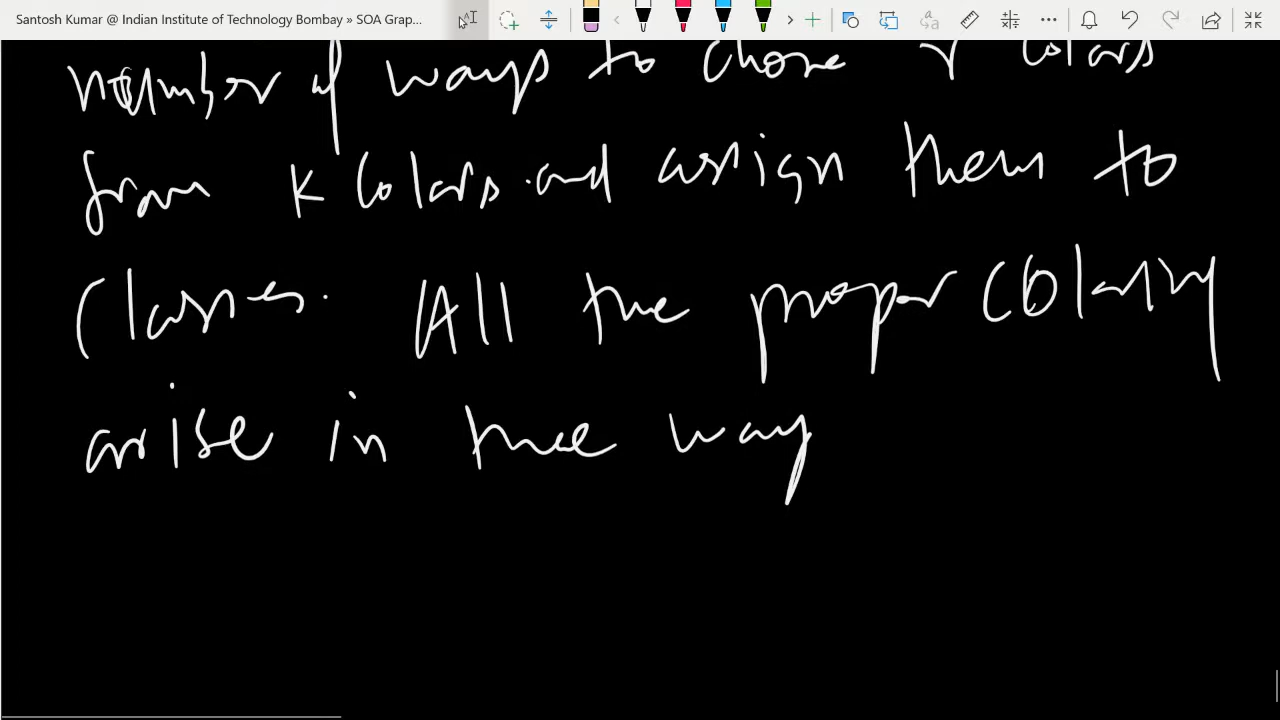 Santosh Kumar @ Indian Institute of Technology Bombay » SOA Grap...
number of ways to chose r colors
from k colors. and assign them to
classes. All the proper coloring
arise in the way